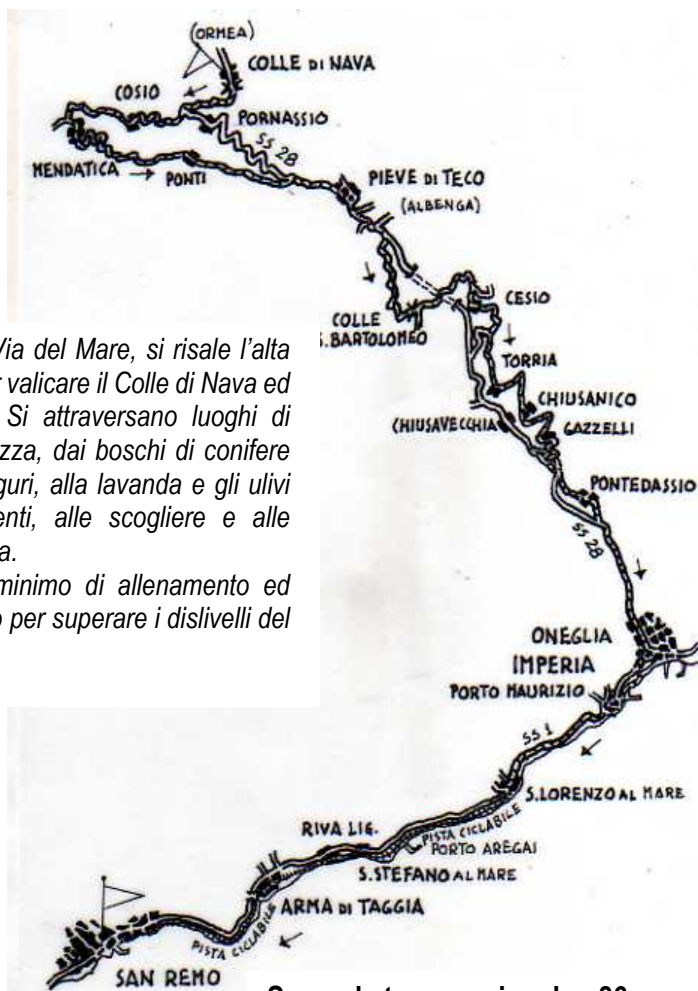 (ORMEA)
COLLE DI NAVA
COSIO
PORNASSIO
SS 28
MENDATICA
PONTI
PIEVE DI TECO
(ALBENGA)
CESIO
COLLE
S. BARTOLOMEO
TORRIA
CHIUSANICO
CHIUSAVECCHIA
GAZZELLI
PONTEDASSIO
SS 28
Via del Mare, si risale l'alta
r valicare il Colle di Nava ed
Si attraversano luoghi di
zza, dai boschi di conifere
guri, alla lavanda e gli ulivi
enti, alle scogliere e alle
a.
minimo di allenamento ed
o per superare i dislivelli del
ONEGLIA
IMPERIA
PORTO MAURIZIO
SS 1
S. LORENZO AL MARE
PISTA CICLABILE
PORTO AREGAI
RIVA LIG.
S. STEFANO AL MARE
ARMA DI TAGGIA
PISTA CICLABILE
SAN REMO